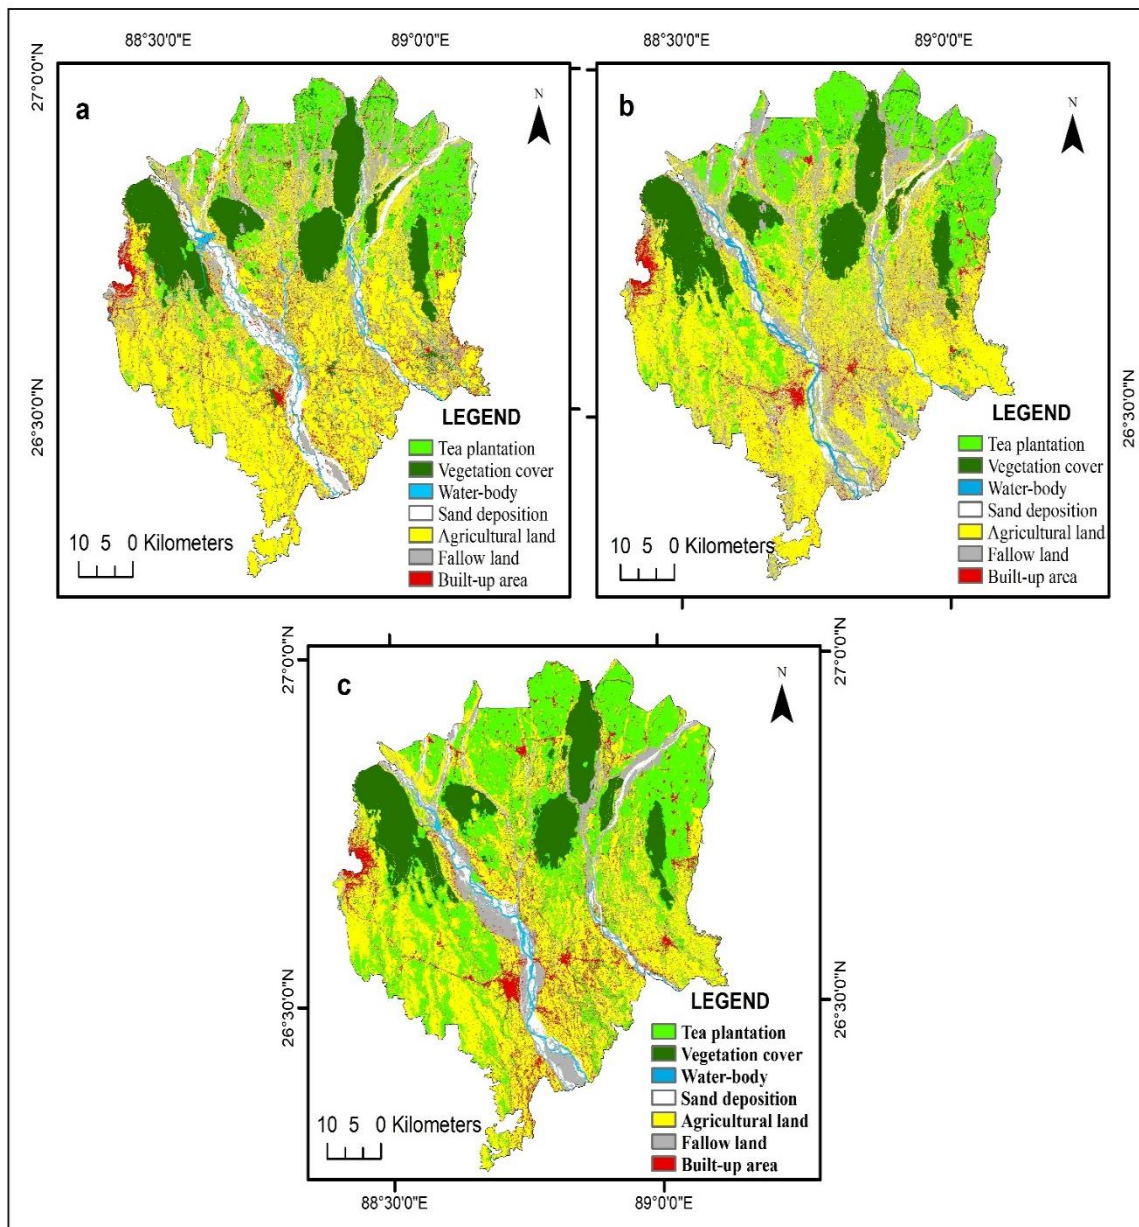 88°30'0"E 89°0'0"E 88°30'0"E 89°0'0"E
27°0'0"N
a
N
26°30'0"N
LEGEND
Tea plantation
Vegetation cover
Water-body
Sand deposition
Agricultural land
Fallow land
Built-up area
10 5 0 Kilometers
b
N
26°30'0"N
LEGEND
Tea plantation
Vegetation cover
Water-body
Sand deposition
Agricultural land
Fallow land
Built-up area
10 5 0 Kilometers
27°0'0"N
27°0'0"N
c
N
26°30'0"N
26°30'0"N
LEGEND
Tea plantation
Vegetation cover
Water-body
Sand deposition
Agricultural land
Fallow land
Built-up area
10 5 0 Kilometers
88°30'0"E 89°0'0"E